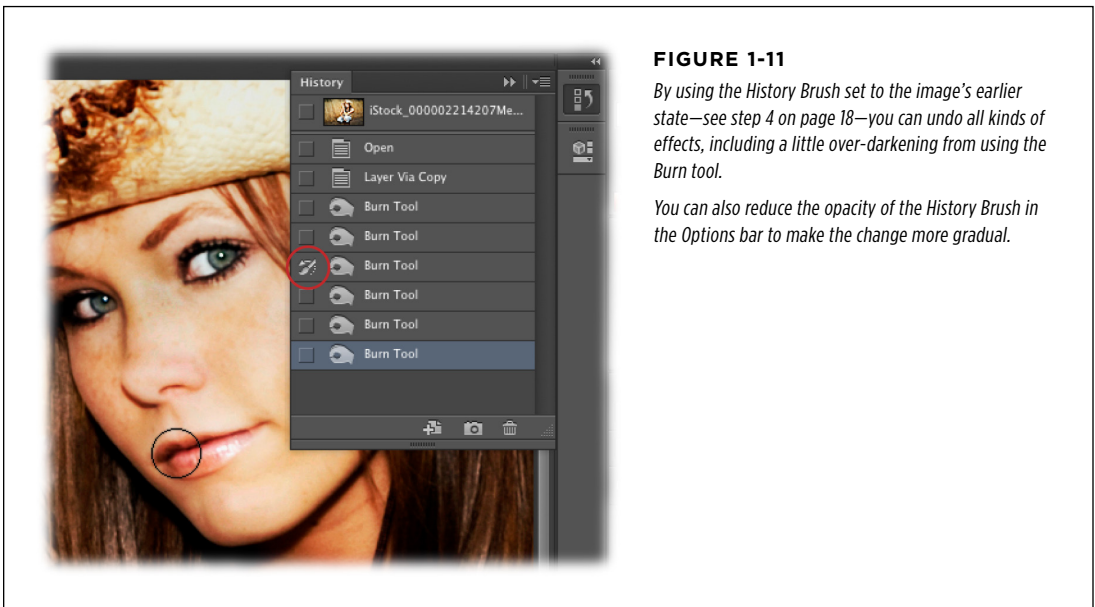 History
iStock_000002214207Me...
Open
Layer Via Copy
Burn Tool
Burn Tool
Burn Tool
Burn Tool
Burn Tool
Burn Tool
FIGURE 1-11
By using the History Brush set to the image’s earlier
state—see step 4 on page 18—you can undo all kinds of
effects, including a little over-darkening from using the
Burn tool.
You can also reduce the opacity of the History Brush in
the Options bar to make the change more gradual.